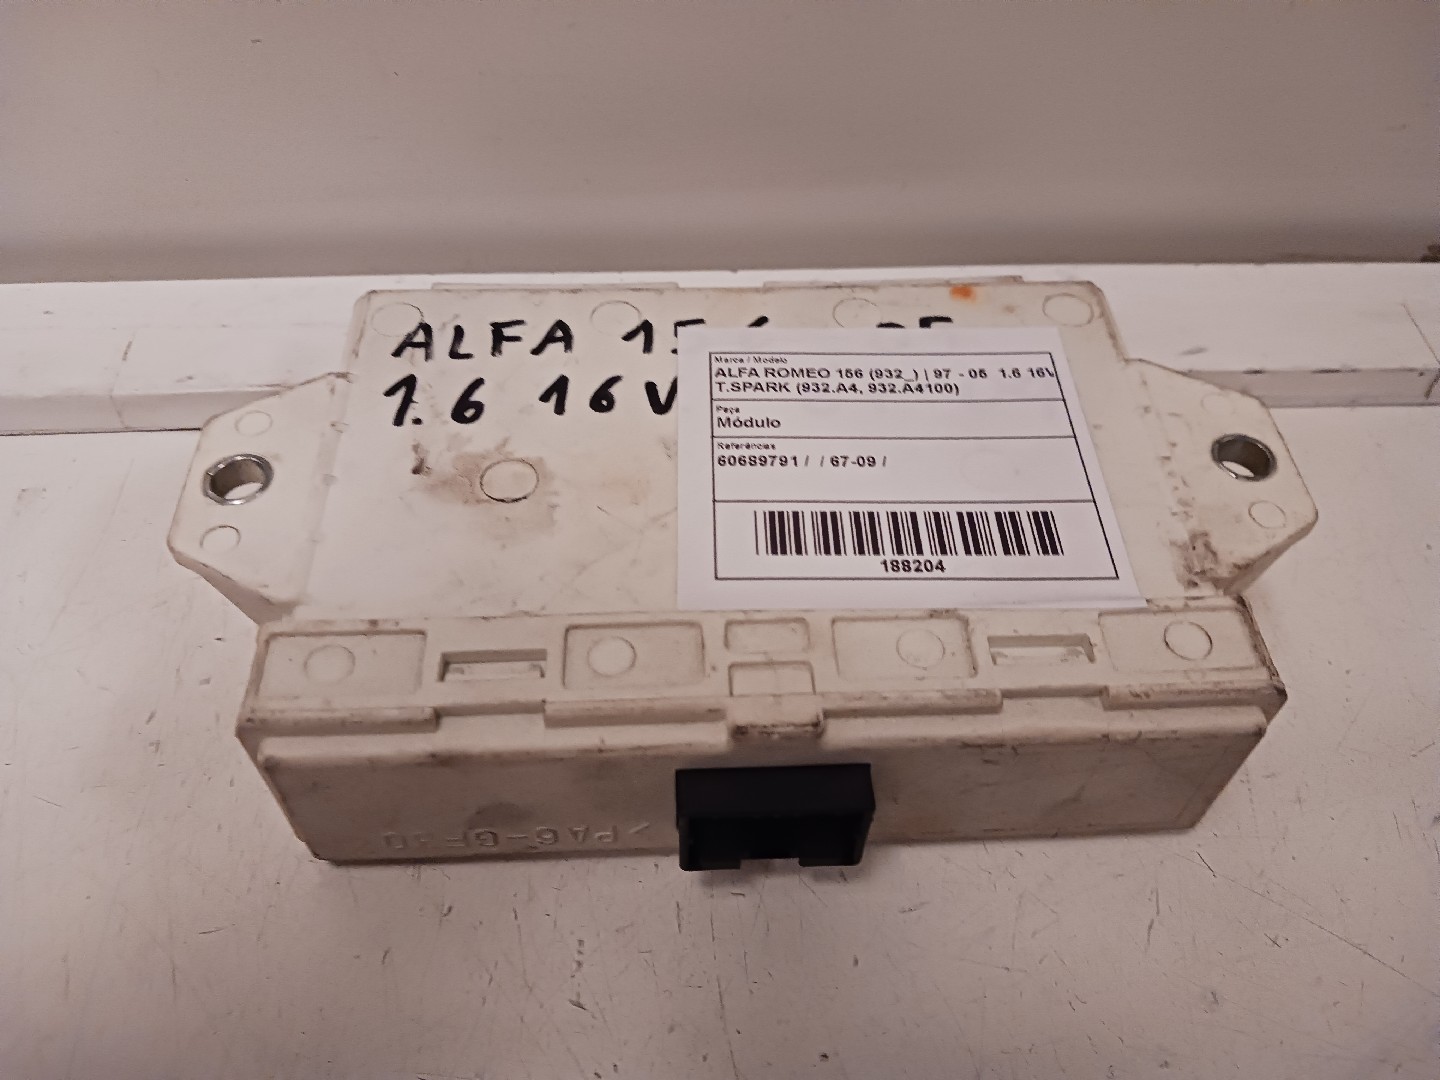 ALFA
1.6 16V
Marca / Modelo
ALFA ROMEO 156 (932_) | 97 - 05 1.6 16V
T.SPARK (932.A4, 932.A4100)
Peça
Módulo
Referências
60689791 / / 67-09 /
188204